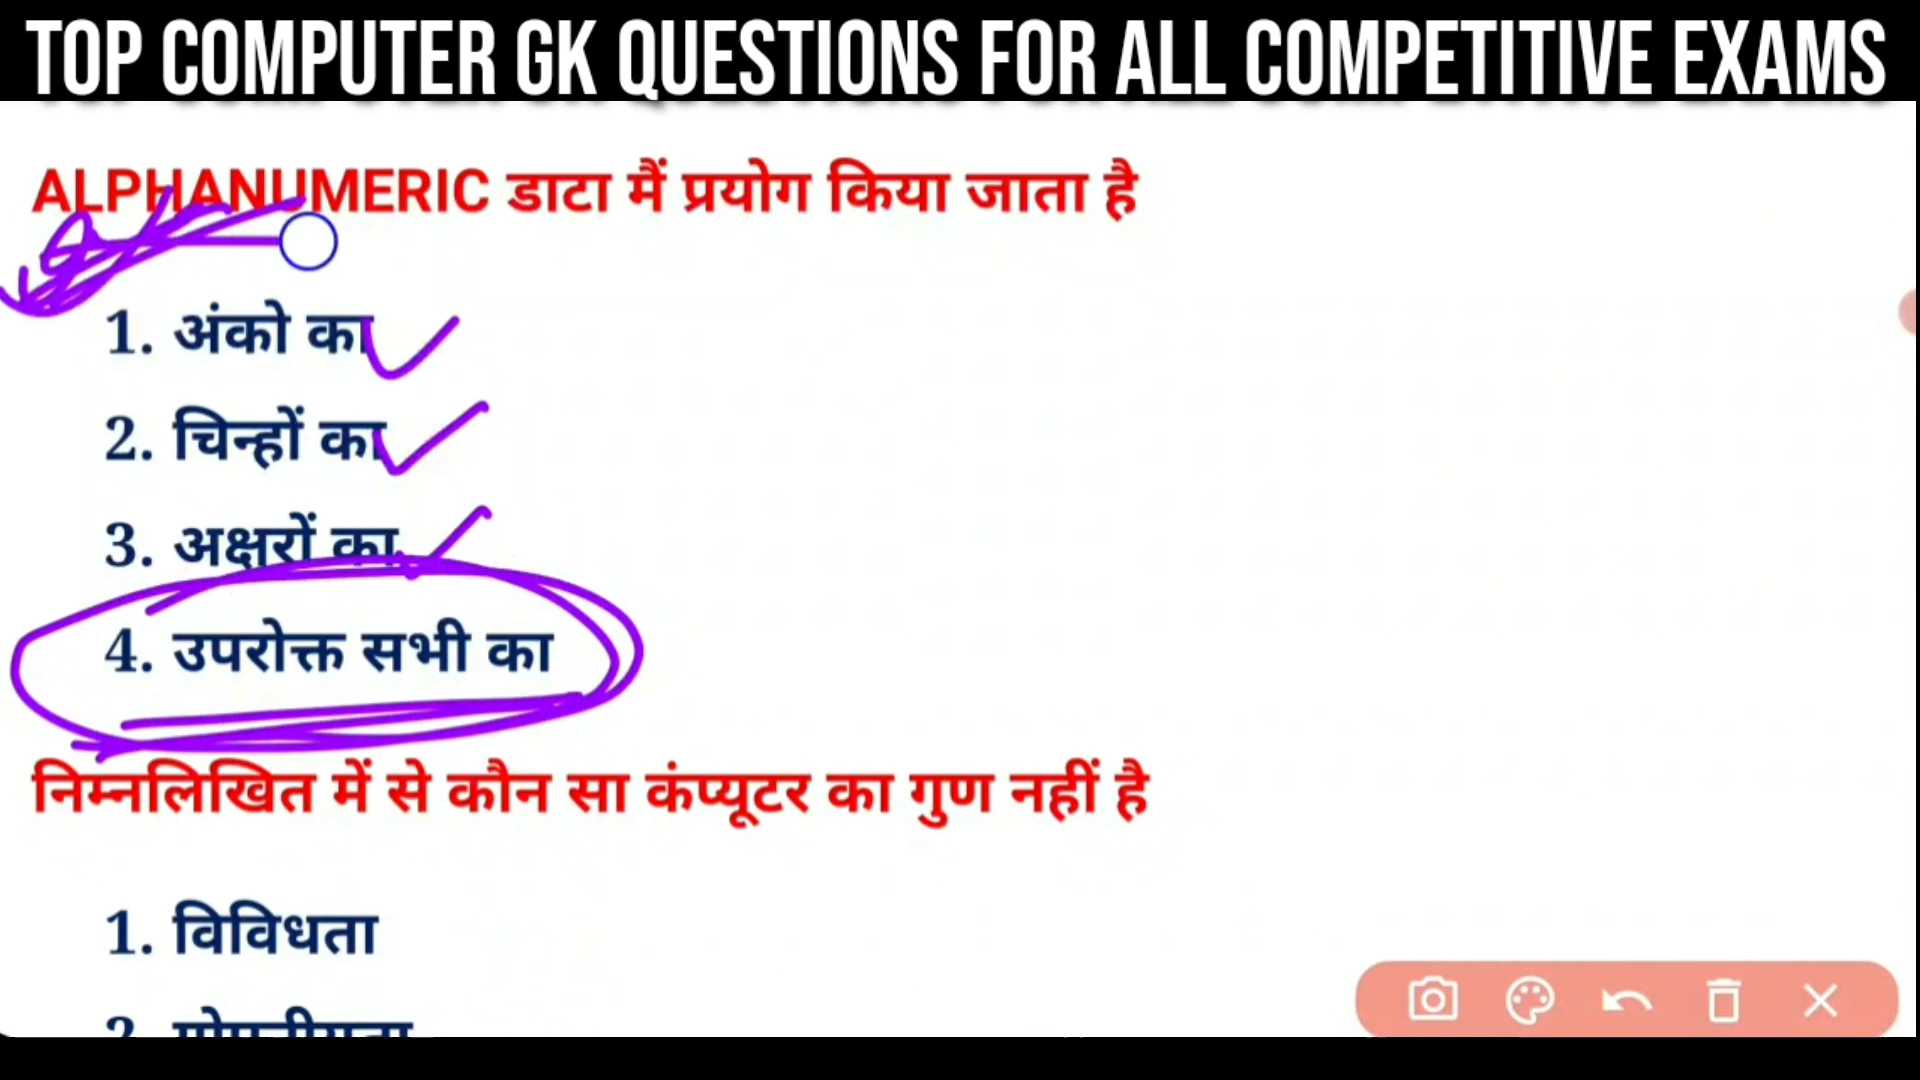 TOP COMPUTER GK QUESTIONS FOR ALL COMPETITIVE EXAMS
ALPHANUMERIC डाटा मैं प्रयोग किया जाता है
1. अंको का
2. चिन्हों का
3. अक्षरों का
4. उपरोक्त सभी का
निम्नलिखित में से कौन सा कंप्यूटर का गुण नहीं है
1. विविधता